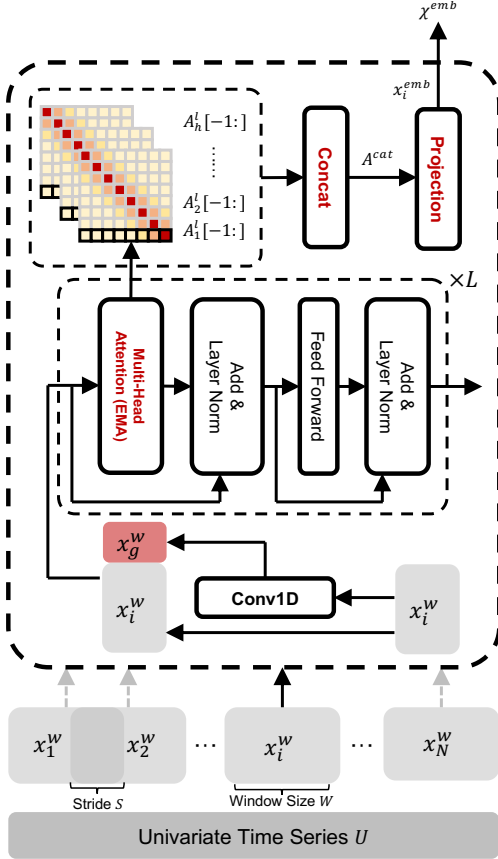 χ^{emb}
x_i^{emb}
A_h^l[−1:]
......
A_2^l[−1:]
A_1^l[−1:]
Concat
A^{cat}
Projection
×L
Multi-Head
Attention (EMA)
Add &
Layer Norm
Feed Forward
Add &
Layer Norm
x_g^w
x_i^w
Conv1D
x_i^w
x_1^w
x_2^w
...
x_i^w
...
x_N^w
Stride S
Window Size W
Univariate Time Series U